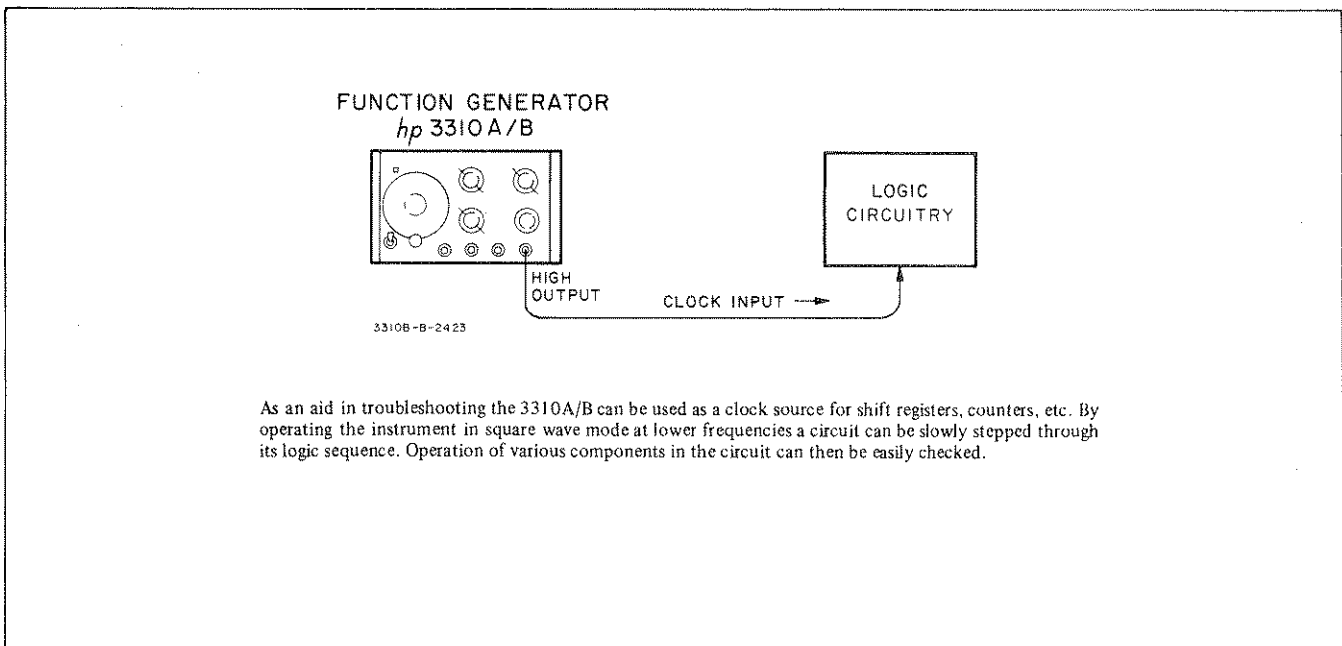 FUNCTION GENERATOR
hp 3310A/B
LOGIC
CIRCUITRY
HIGH
OUTPUT
CLOCK INPUT
3310B-B-2423
As an aid in troubleshooting the 3310A/B can be used as a clock source for shift registers, counters, etc. By
operating the instrument in square wave mode at lower frequencies a circuit can be slowly stepped through
its logic sequence. Operation of various components in the circuit can then be easily checked.